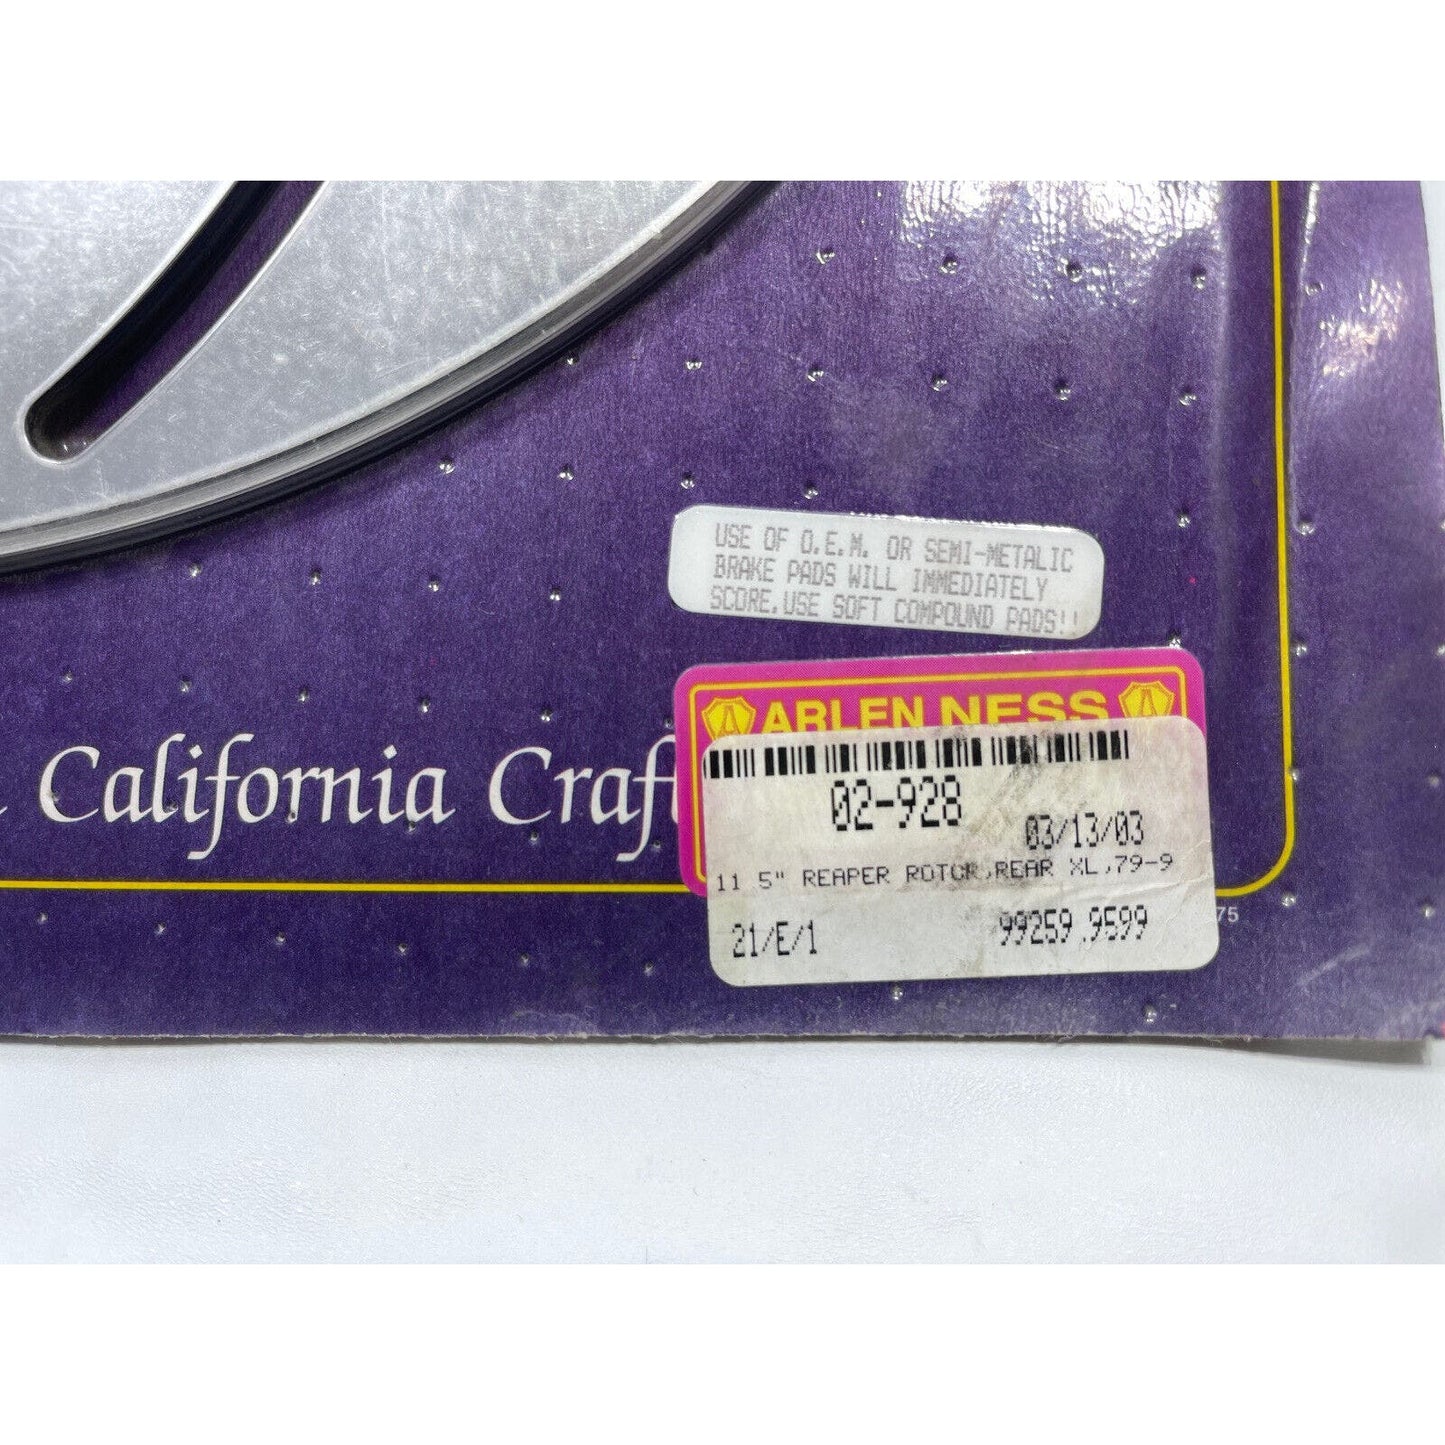 USE OF O.E.M. OR SEMI-METALIC
BRAKE PADS WILL IMMEDIATELY
SCORE.USE SOFT COMPOUND PADS!!
ARLEN NESS
California Craf
02-928
03/13/03
11 5" REAPER ROTOR,REAR XL,79-9
21/E/1
99259.9599
75